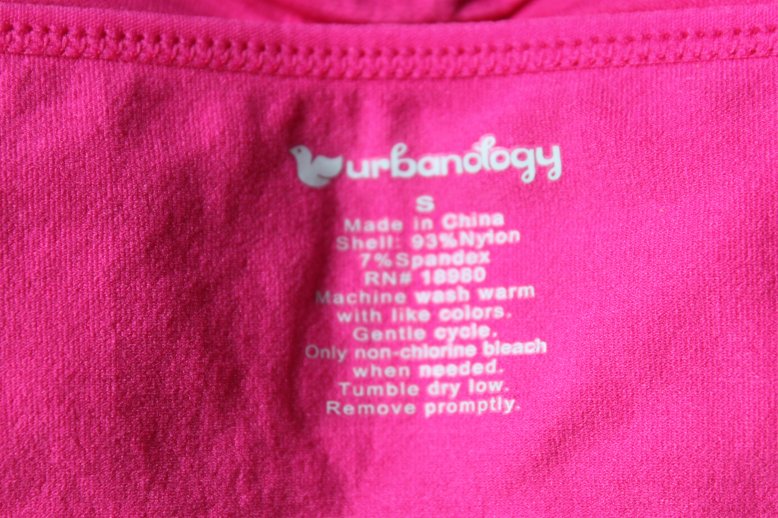 urbanology
S
Made in China
Shell: 93%Nylon
7%Spandex
RN# 18980
Machine wash warm
with like colors.
Gentle cycle.
Only non-chlorine bleach
when needed.
Tumble dry low.
Remove promptly.